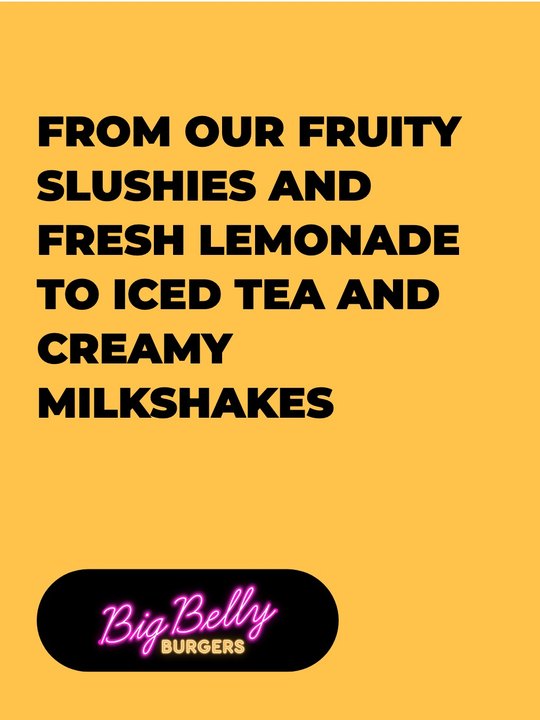 FROM OUR FRUITY
SLUSHIES AND
FRESH LEMONADE
TO ICED TEA AND
CREAMY
MILKSHAKES
Big Belly
BURGERS